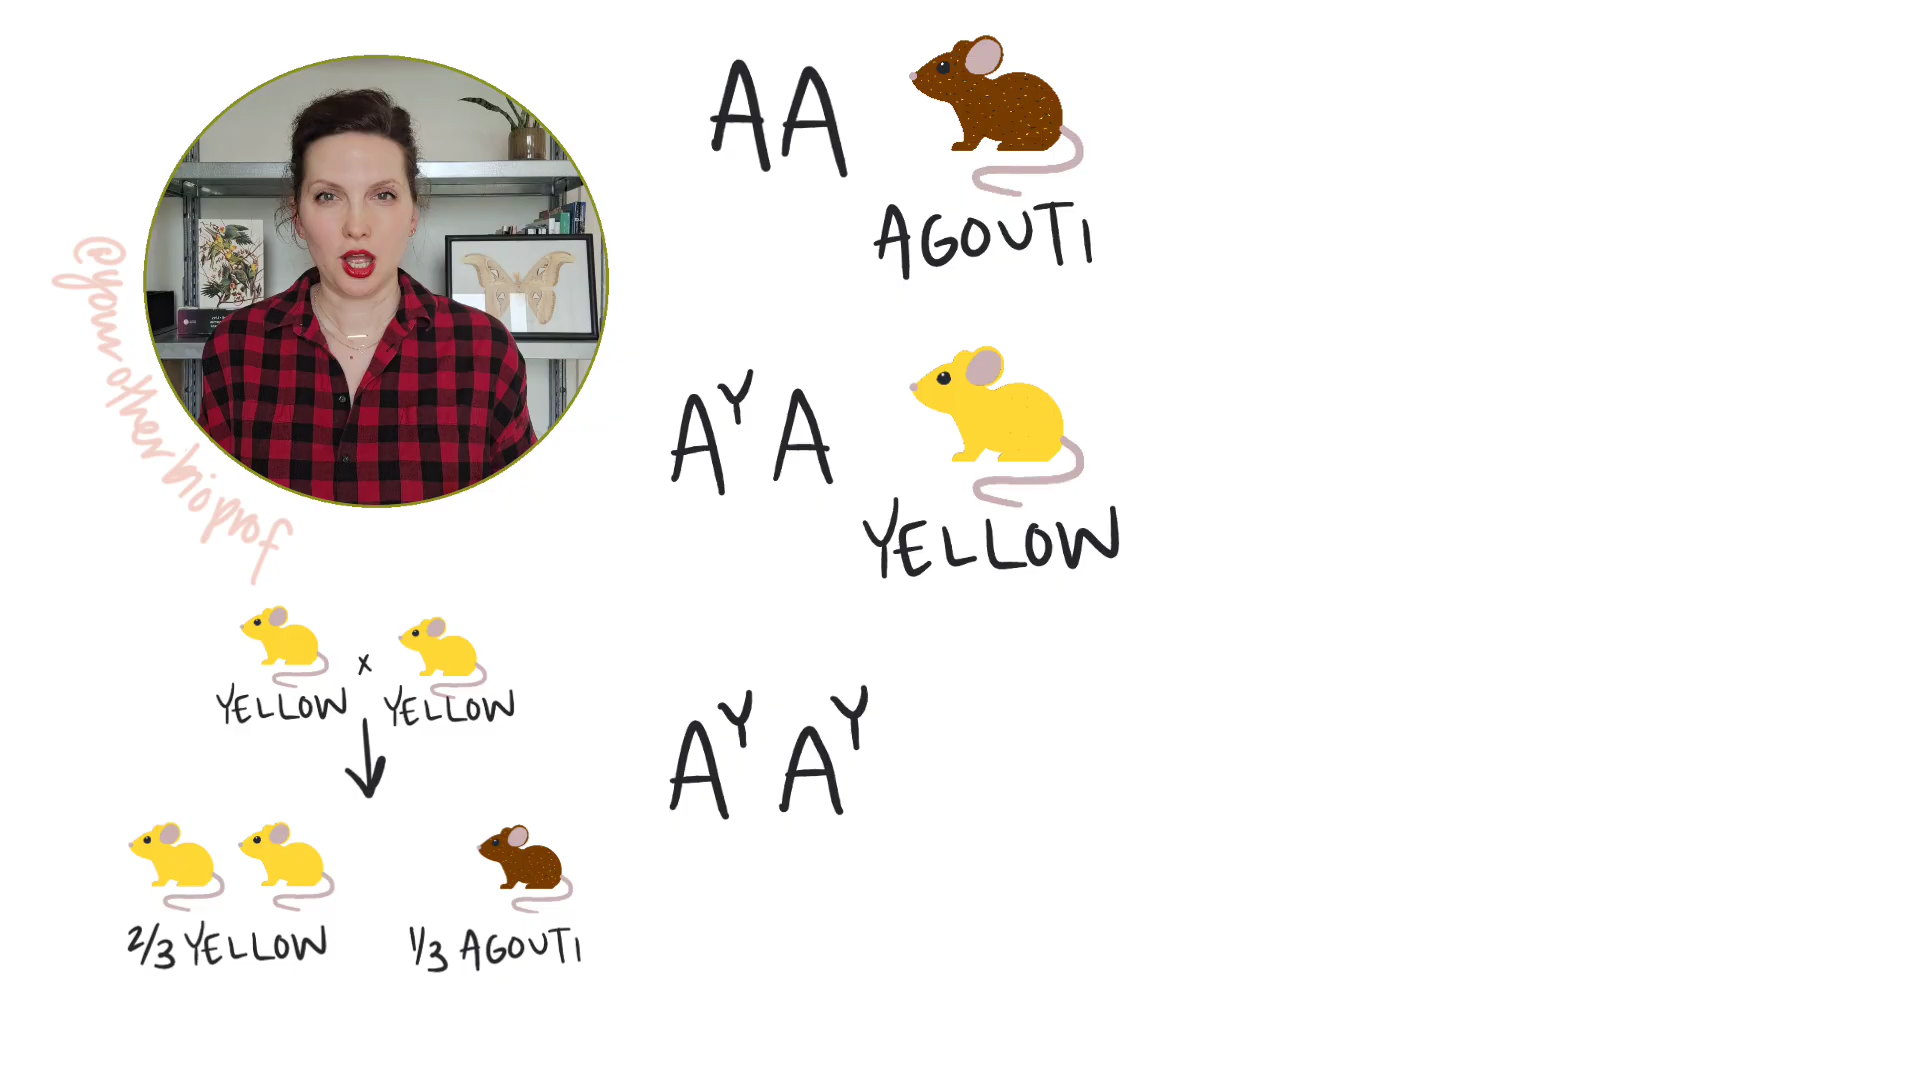 @yourotherbioprof
AA
AGOUTI
AʸA
YELLOW
YELLOW x YELLOW
2/3 YELLOW
1/3 AGOUTI
AʸAʸ